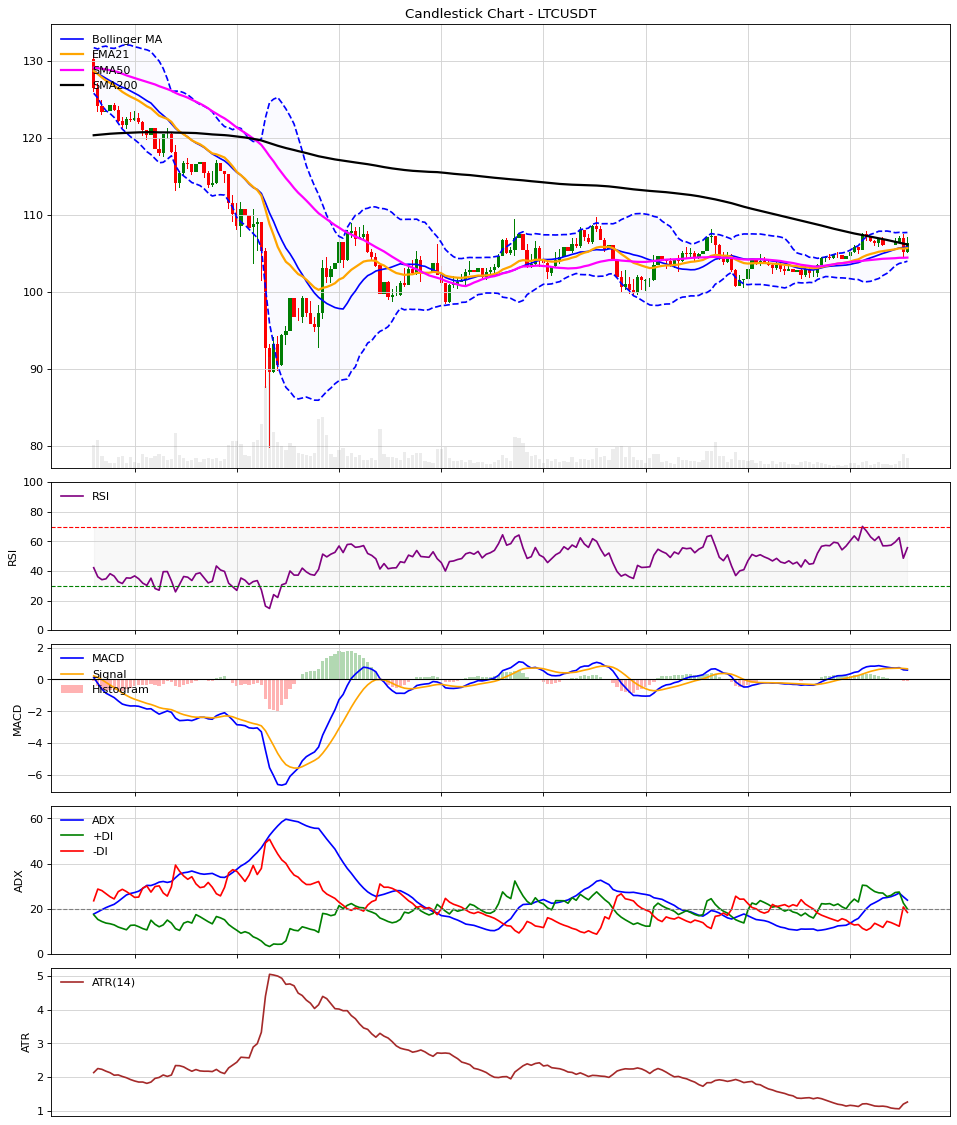 Candlestick Chart - LTCUSDT
Bollinger MA
EMA21
SMA50
SMA200
130
120
110
100
90
80
RSI
100
80
60
40
20
0
RSI
MACD
Signal
Histogram
2
0
−2
−4
−6
MACD
ADX
+DI
-DI
60
40
20
0
ADX
ATR(14)
5
4
3
2
1
ATR